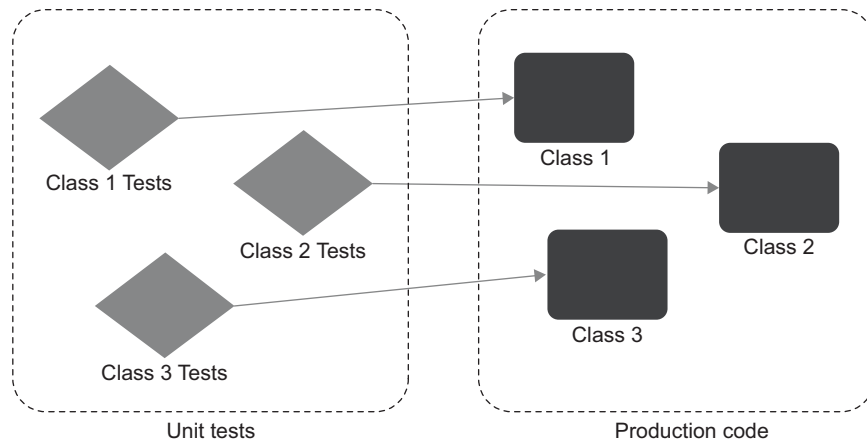 Class 1 Tests
Class 2 Tests
Class 3 Tests
Unit tests
Class 1
Class 2
Class 3
Production code